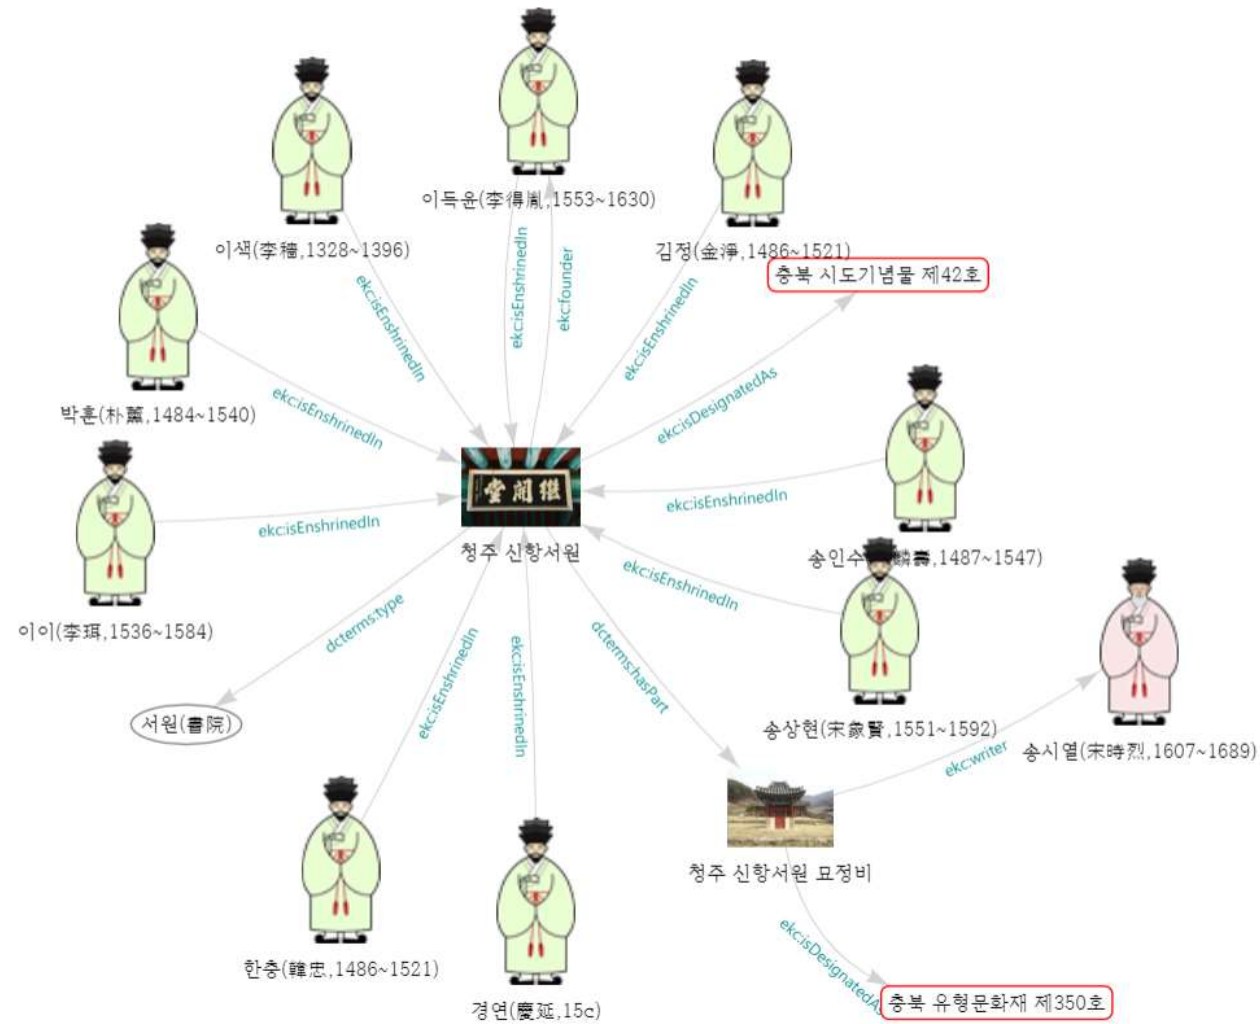 이득윤(李得胤,1553~1630)
이색(李穡,1328~1396)
김정(金淨,1486~1521)
충북 시도기념물 제42호
ekc:isEnshrinedIn
ekc:isEnshrinedIn
ekc:founder
ekc:isEnshrinedIn
ekc:isDesignatedAs
박훈(朴薰,1484~1540)
ekc:isEnshrinedIn
堂開繼
ekc:isEnshrinedIn
ekc:isEnshrinedIn
청주 신항서원
송인수 麟壽,1487~1547)
ekc:isEnshrinedIn
이이(李珥,1536~1584)
dcterms:type
ekc:isEnshrinedIn
ekc:isEnshrinedIn
dcterms:hasPart
서원(書院)
송상현(宋象賢,1551~1592)
송시열(宋時烈,1607~1689)
ekc:writer
청주 신항서원 묘정비
한충(韓忠,1486~1521)
경연(慶延,15c)
ekc:isDesignatedAs
충북 유형문화재 제350호